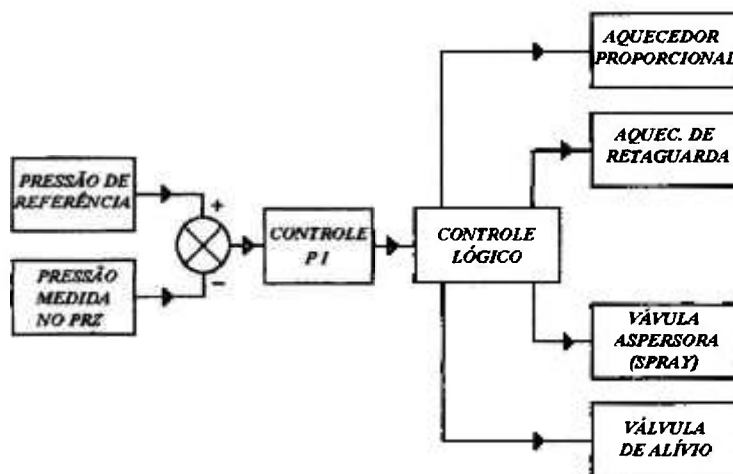 PRESSÃO DE
REFERÊNCIA
PRESSÃO
MEDIDA
NO PRZ
+
−
CONTROLE
P I
CONTROLE
LÓGICO
AQUECEDOR
PROPORCIONAL
AQUEC. DE
RETAGUARDA
VÁVULA
ASPERSORA
(SPRAY)
VÁLVULA
DE ALÍVIO